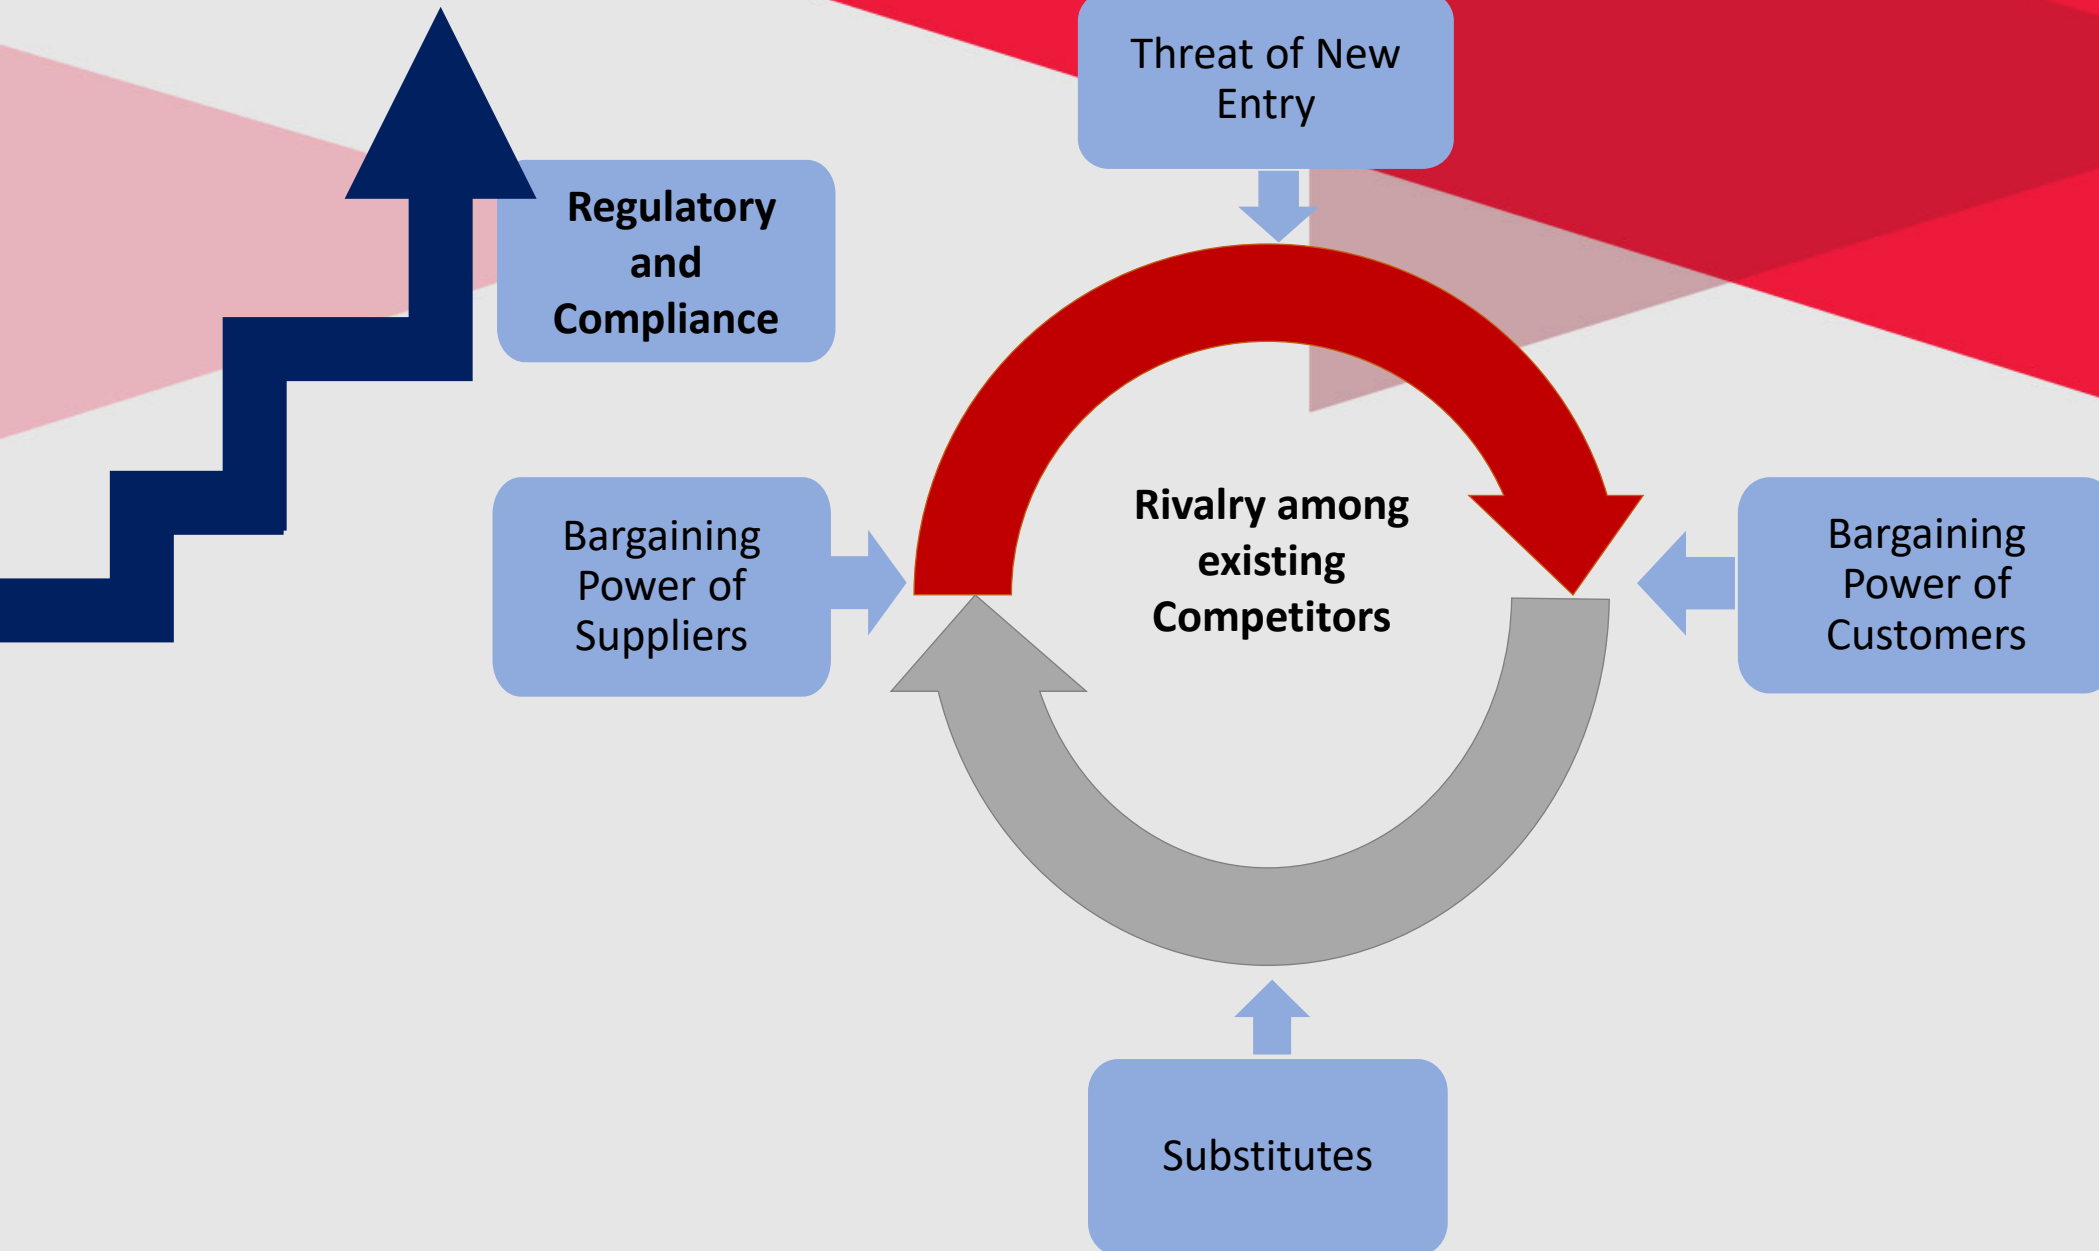 Threat of New
Entry
Regulatory
and
Compliance
Rivalry among
existing
Competitors
Bargaining
Power of
Suppliers
Bargaining
Power of
Customers
Substitutes